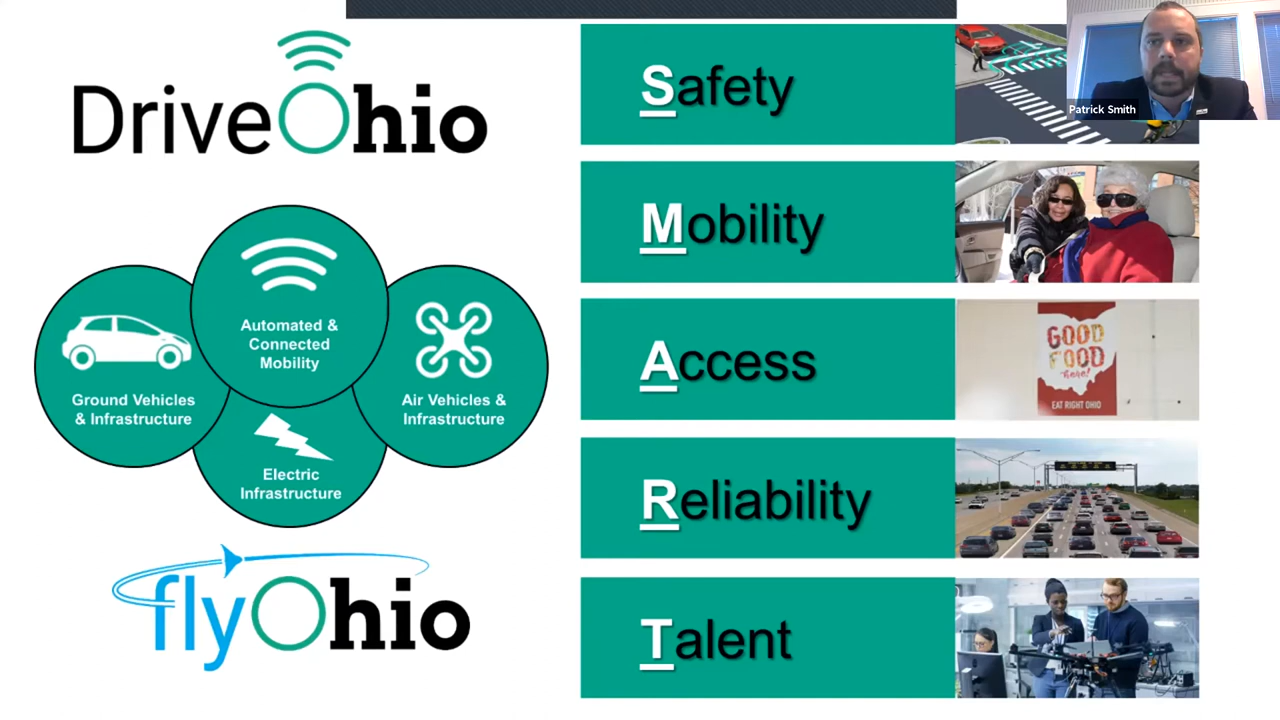 DriveOhio
Automated &
Connected
Mobility
Ground Vehicles
& Infrastructure
Air Vehicles &
Infrastructure
Electric
Infrastructure
flyOhio
Safety
Mobility
Access
Reliability
Talent
GOOD
FOOD
here!
EAT RIGHT OHIO
Patrick Smith